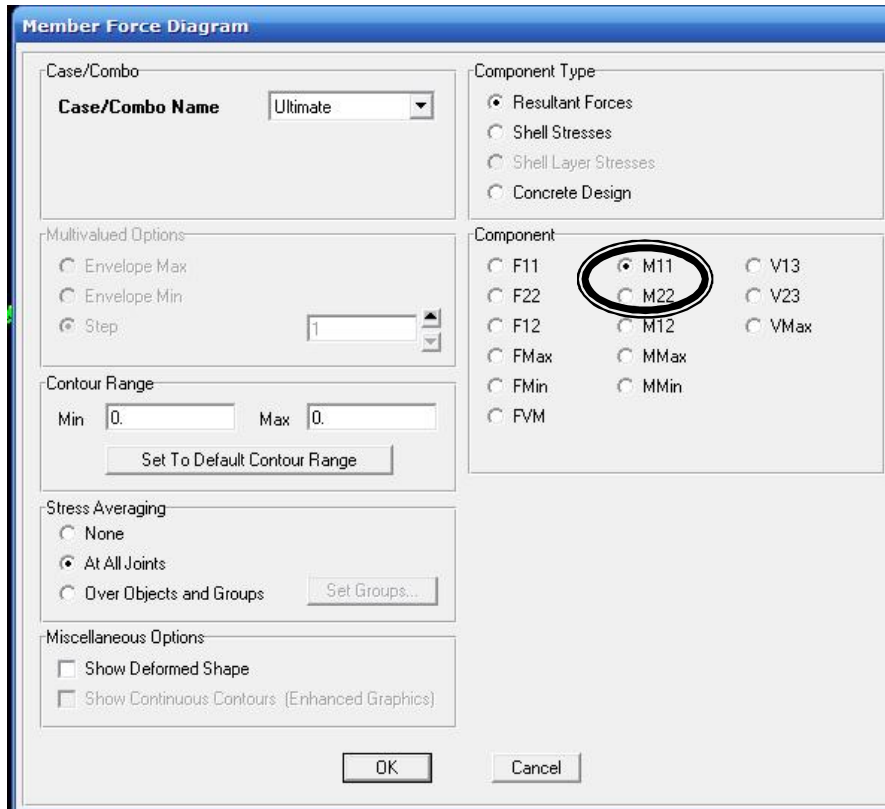 Member Force Diagram
Case/Combo
Case/Combo Name
Ultimate
Multivalued Options
Envelope Max
Envelope Min
Step
1
Contour Range
Min
0.
Max
0.
Set To Default Contour Range
Stress Averaging
None
At All Joints
Over Objects and Groups
Set Groups...
Miscellaneous Options
Show Deformed Shape
Show Continuous Contours (Enhanced Graphics)
Component Type
Resultant Forces
Shell Stresses
Shell Layer Stresses
Concrete Design
Component
F11 M11 V13
F22 M22 V23
F12 M12 VMax
FMax MMax
FMin MMin
FVM
OK
Cancel